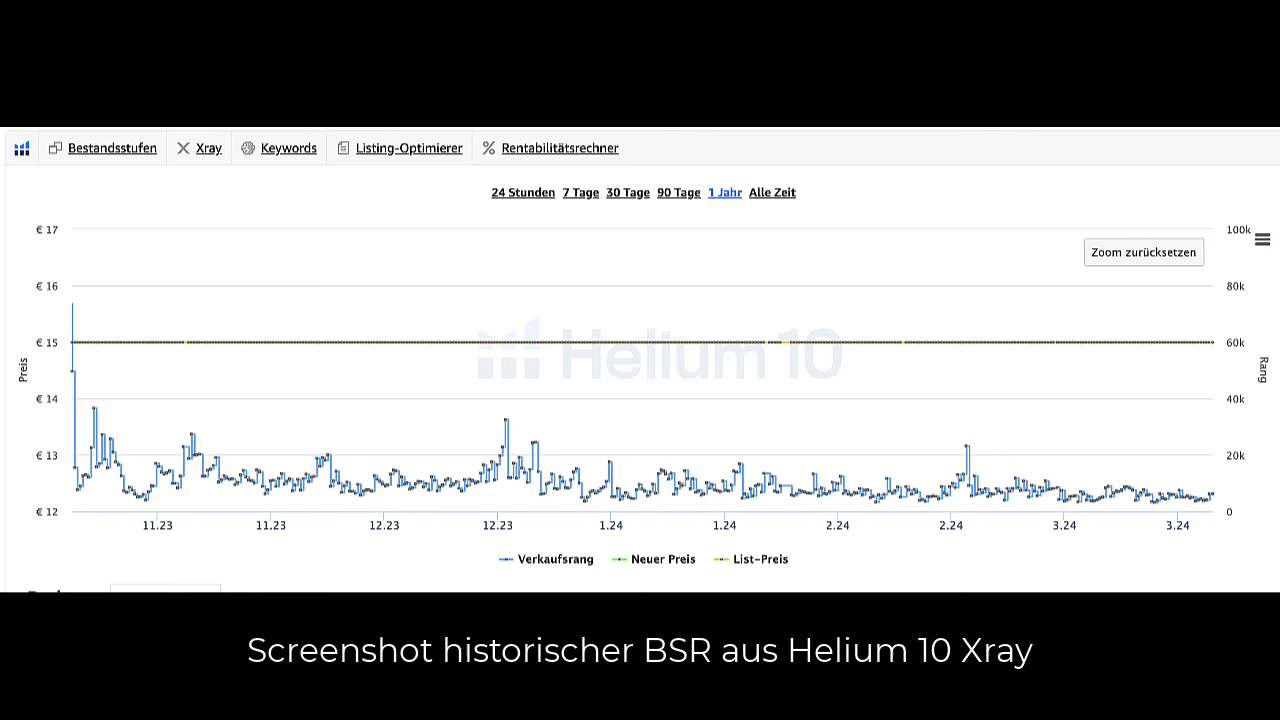 Bestandsstufen Xray Keywords Listing-Optimierer Rentabilitätsrechner
24 Stunden 7 Tage 30 Tage 90 Tage 1 Jahr Alle Zeit
€ 17 100k
Zoom zurücksetzen
€ 16 80k
€ 15 60k
Helium 10
Preis
Rang
€ 14 40k
€ 13 20k
€ 12 0
11.23 11.23 12.23 12.23 1.24 1.24 2.24 2.24 3.24 3.24
Verkaufsrang Neuer Preis List-Preis
Screenshot historischer BSR aus Helium 10 Xray